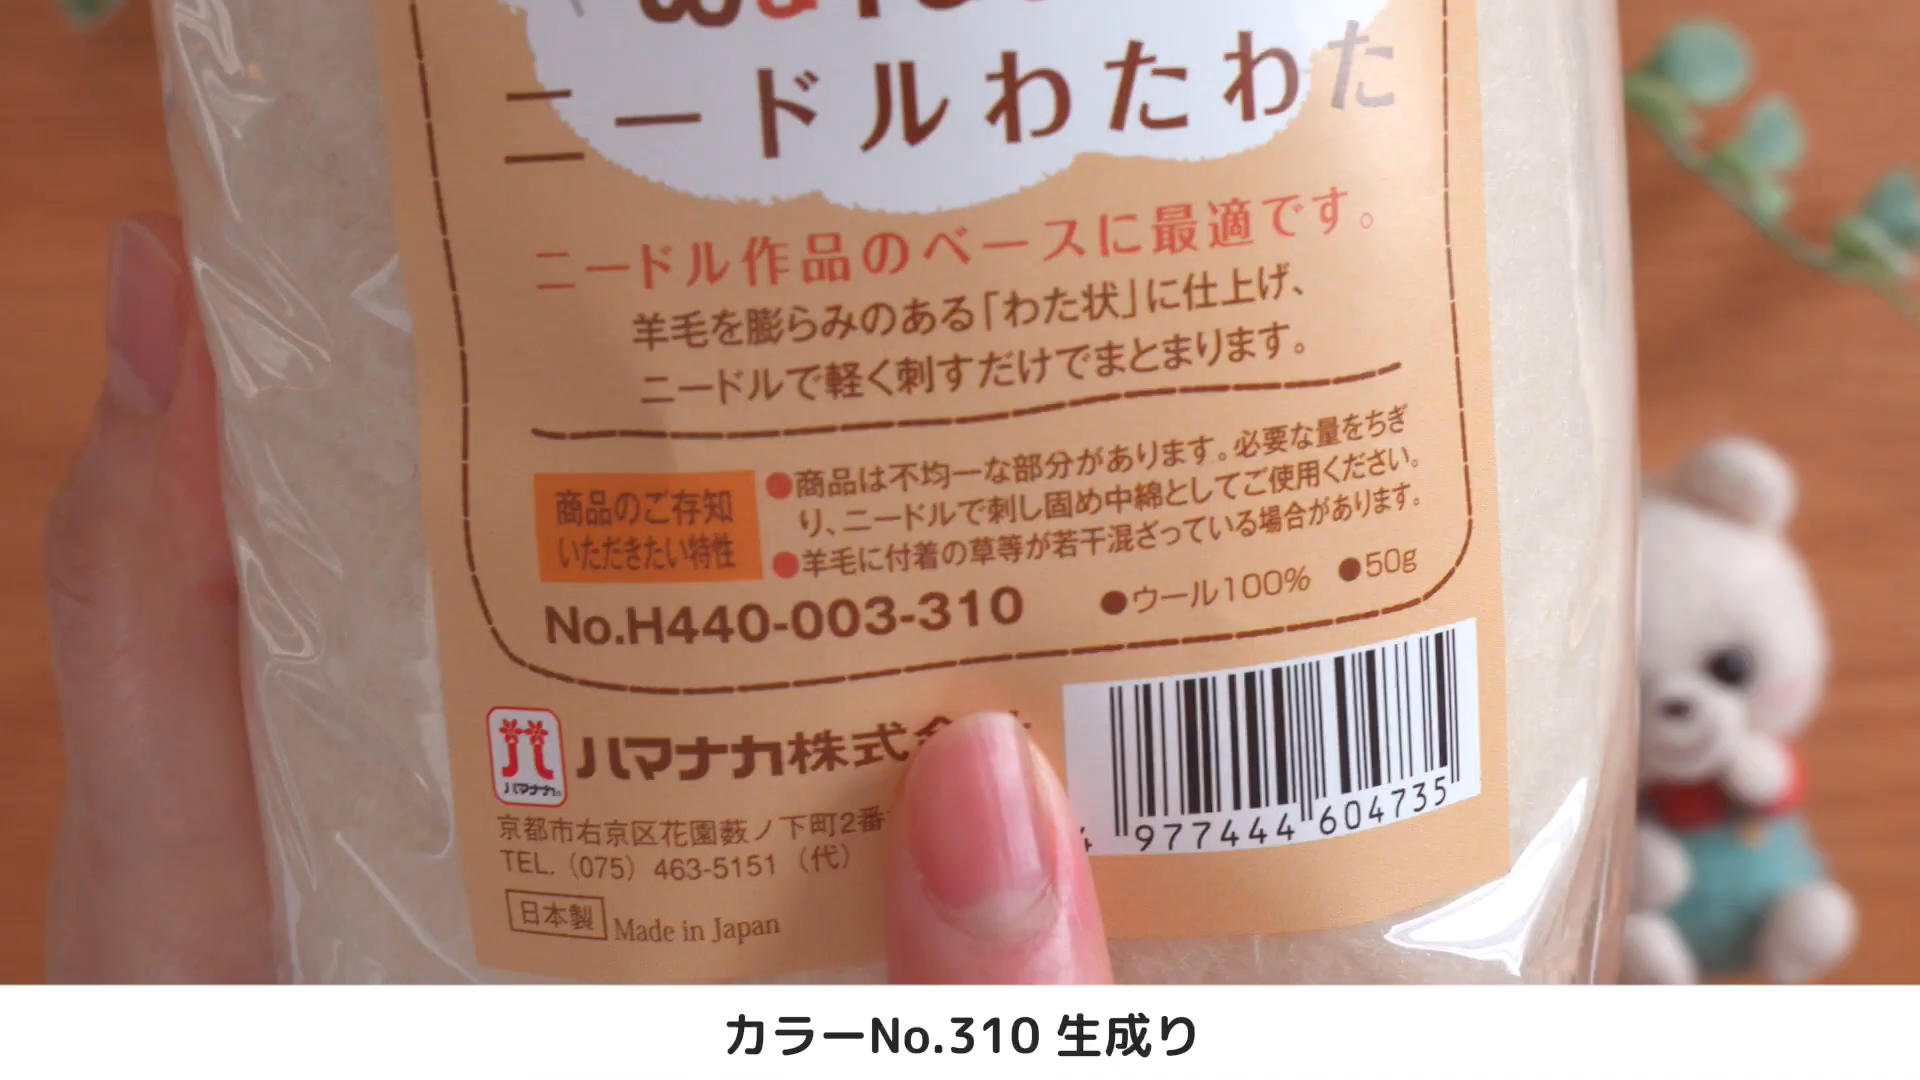 ニードルわたわた
ニードル作品のベースに最適です。
羊毛を膨らみのある「わた状」に仕上げ、
ニードルで軽く刺すだけでまとまります。
商品のご存知
いただきたい特性
●商品は不均一な部分があります。必要な量をちぎ
り、ニードルで刺し固め中綿としてご使用ください。
●羊毛に付着の草等が若干混ざっている場合があります。
No.H440-003-310 ●ウール100% ●50g
ハマナカ®
ハマナカ株式
京都市右京区花園薮ノ下町2番
TEL.(075)463-5151(代)
日本製 Made in Japan
4 977444 604735
カラーNo.310 生成り